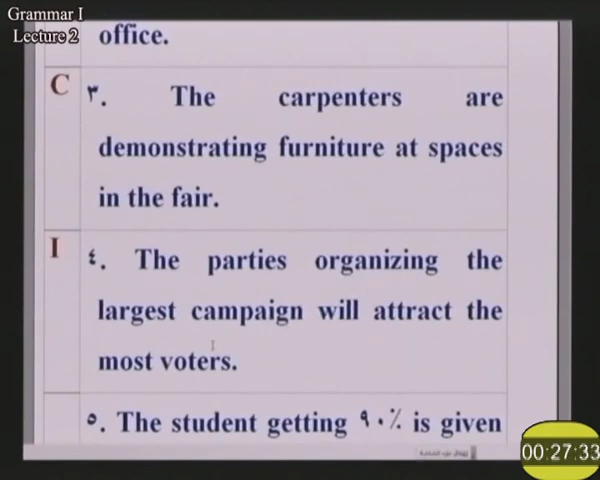 Grammar I
Lecture 2
office.
C ٣. The carpenters are
demonstrating furniture at spaces
in the fair.
I ٤. The parties organizing the
largest campaign will attract the
most voters.
٥. The student getting ٩٠٪ is given
00:27:33